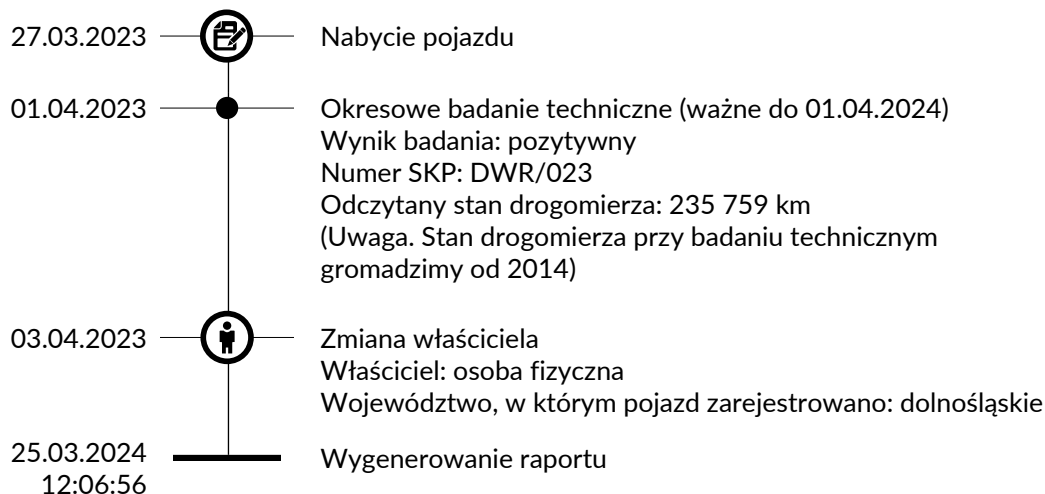 27.03.2023 Nabycie pojazdu
01.04.2023 Okresowe badanie techniczne (ważne do 01.04.2024)
Wynik badania: pozytywny
Numer SKP: DWR/023
Odczytany stan drogomierza: 235 759 km
(Uwaga. Stan drogomierza przy badaniu technicznym
gromadzimy od 2014)
03.04.2023 Zmiana właściciela
Właściciel: osoba fizyczna
Województwo, w którym pojazd zarejestrowano: dolnośląskie
25.03.2024 Wygenerowanie raportu
12:06:56